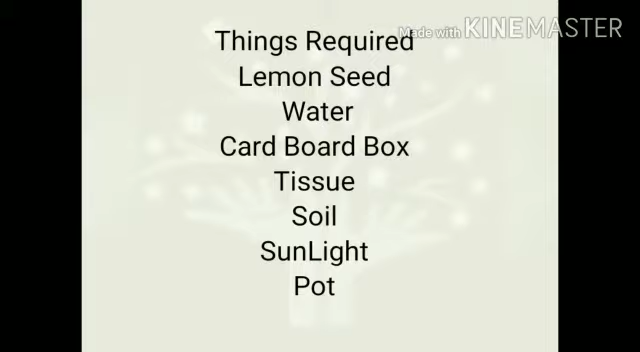 Made with KINEMASTER
Things Required
Lemon Seed
Water
Card Board Box
Tissue
Soil
SunLight
Pot